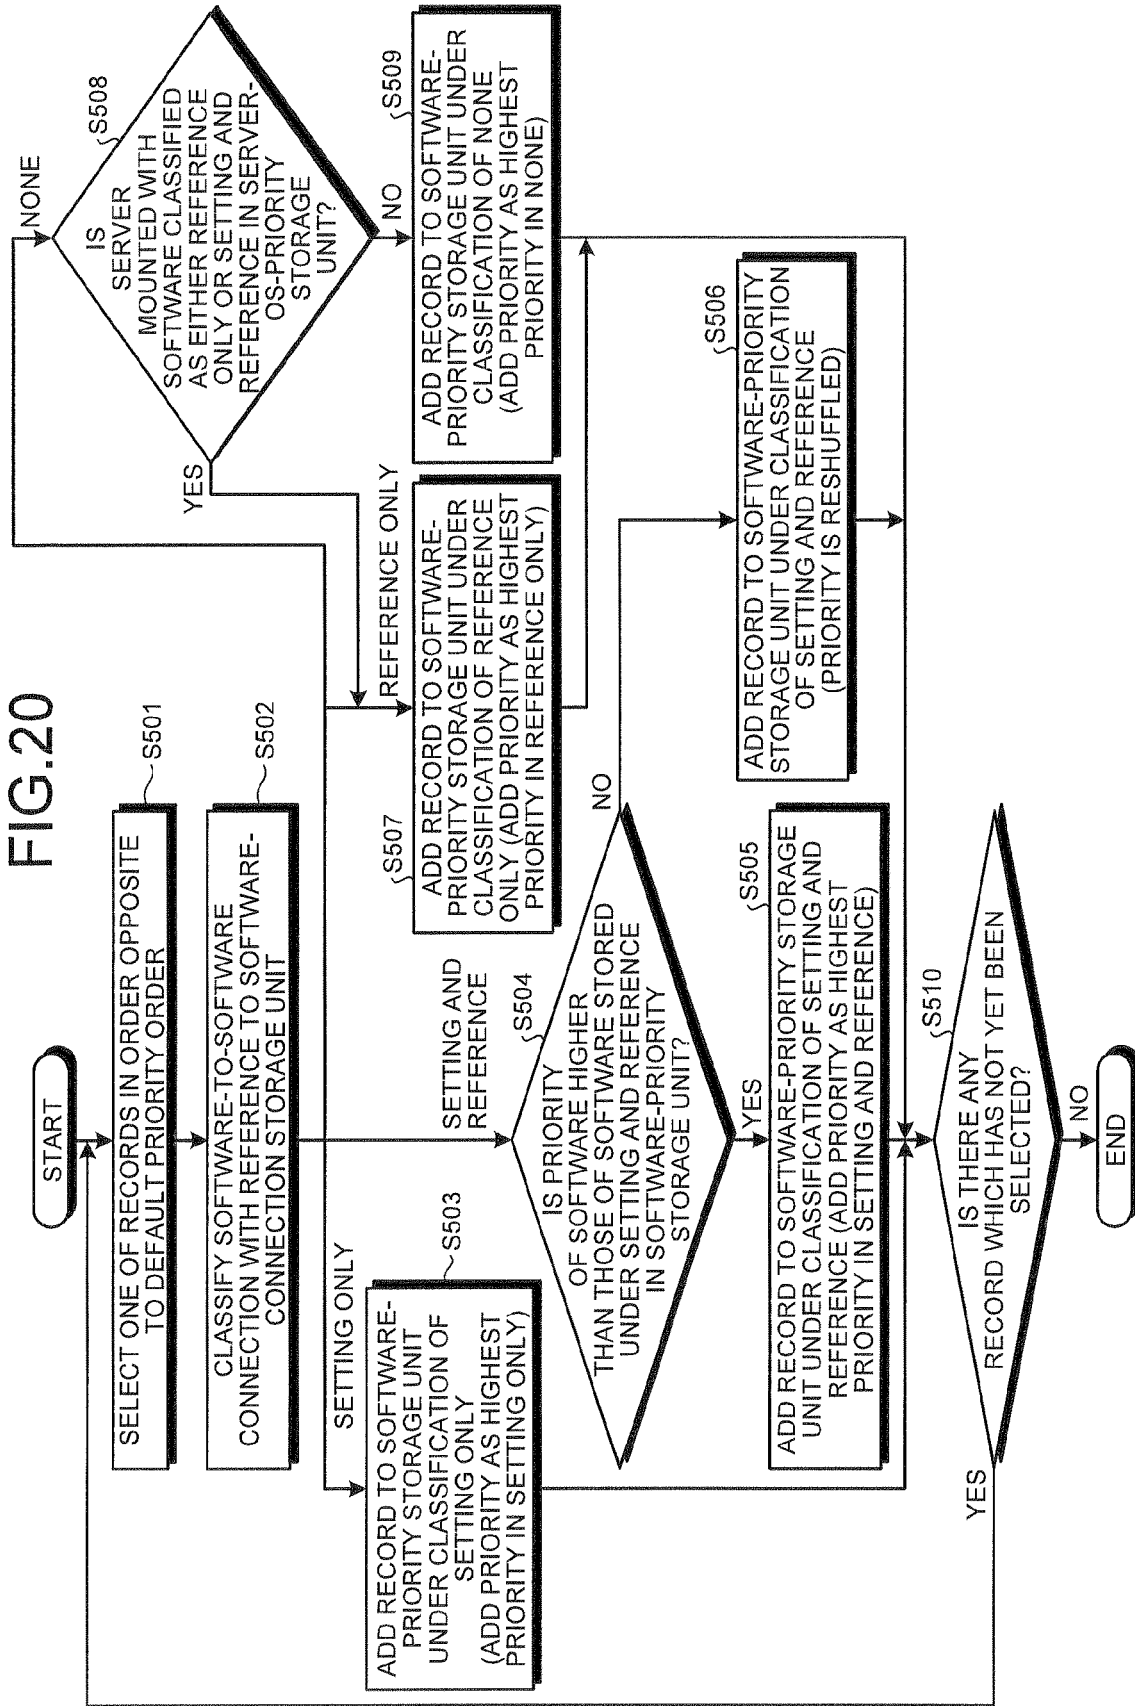 FIG.20
START
SELECT ONE OF RECORDS IN ORDER OPPOSITE
TO DEFAULT PRIORITY ORDER
S501
CLASSIFY SOFTWARE-TO-SOFTWARE
CONNECTION WITH REFERENCE TO SOFTWARE-
CONNECTION STORAGE UNIT
S502
SETTING ONLY
ADD RECORD TO SOFTWARE-
PRIORITY STORAGE UNIT
UNDER CLASSIFICATION OF
SETTING ONLY
(ADD PRIORITY AS HIGHEST
PRIORITY IN SETTING ONLY)
S503
SETTING AND
REFERENCE
IS PRIORITY
OF SOFTWARE HIGHER
THAN THOSE OF SOFTWARE STORED
UNDER SETTING AND REFERENCE
IN SOFTWARE-PRIORITY
STORAGE UNIT?
S504
YES
NO
ADD RECORD TO SOFTWARE-PRIORITY STORAGE
UNIT UNDER CLASSIFICATION OF SETTING AND
REFERENCE (ADD PRIORITY AS HIGHEST
PRIORITY IN SETTING AND REFERENCE)
S505
ADD RECORD TO SOFTWARE-PRIORITY
STORAGE UNIT UNDER CLASSIFICATION
OF SETTING AND REFERENCE
(PRIORITY IS RESHUFFLED)
S506
REFERENCE ONLY
S507
ADD RECORD TO SOFTWARE-
PRIORITY STORAGE UNIT UNDER
CLASSIFICATION OF REFERENCE
ONLY (ADD PRIORITY AS HIGHEST
PRIORITY IN REFERENCE ONLY)
NONE
IS
SERVER
MOUNTED WITH
SOFTWARE CLASSIFIED
AS EITHER REFERENCE
ONLY OR SETTING AND
REFERENCE IN SERVER-
OS-PRIORITY
STORAGE
UNIT?
S508
YES
NO
ADD RECORD TO SOFTWARE-
PRIORITY STORAGE UNIT UNDER
CLASSIFICATION OF NONE
(ADD PRIORITY AS HIGHEST
PRIORITY IN NONE)
S509
IS THERE ANY
RECORD WHICH HAS NOT YET BEEN
SELECTED?
S510
YES
NO
END